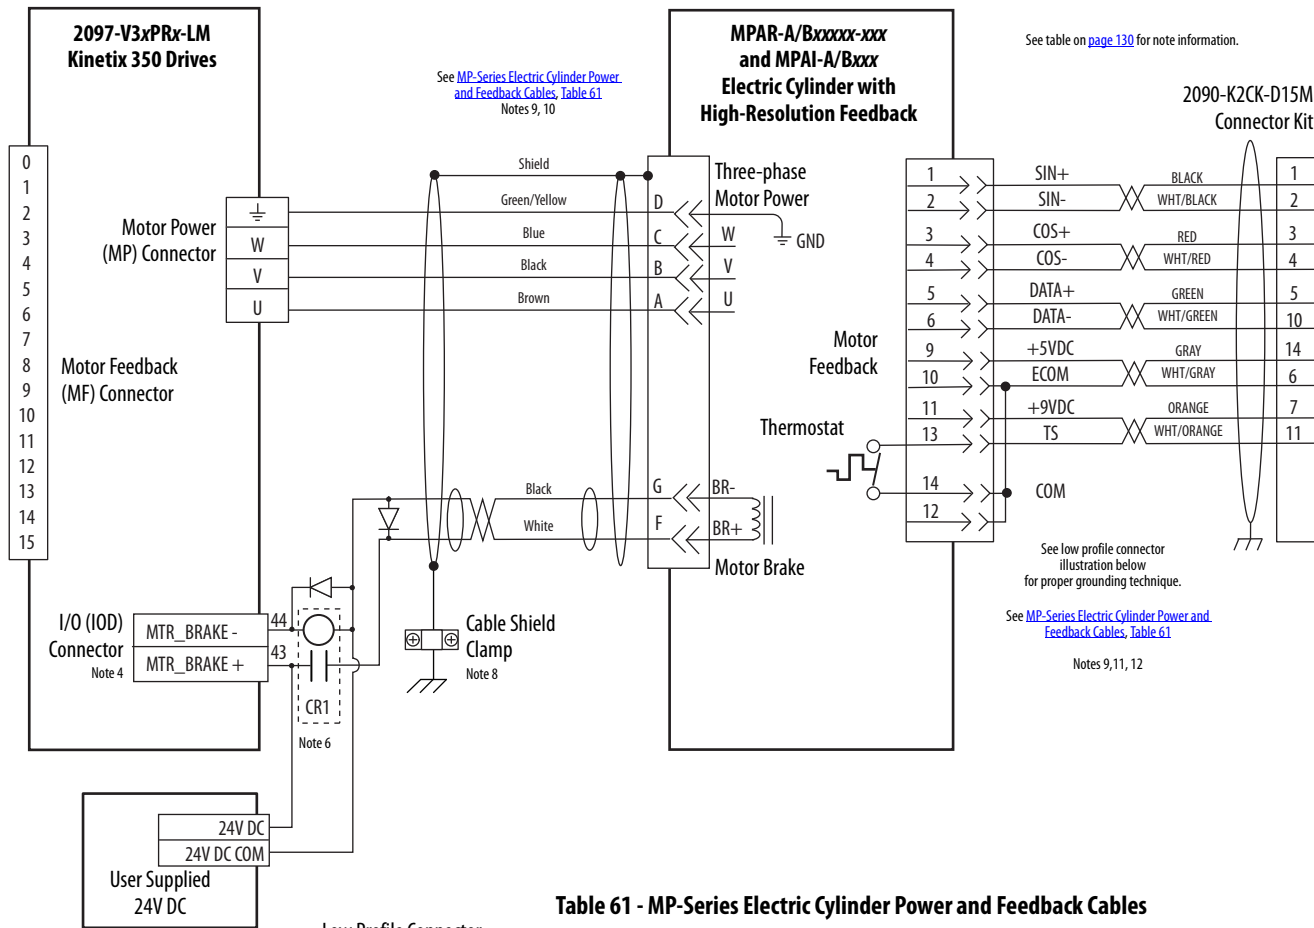 2097-V3xPRx-LM
Kinetix 350 Drives
See MP-Series Electric Cylinder Power
and Feedback Cables, Table 61
Notes 9, 10
MPAR-A/Bxxxxx-xxx
and MPAI-A/Bxxx
Electric Cylinder with
High-Resolution Feedback
See table on page 130 for note information.
2090-K2CK-D15M
Connector Kit
0
1
2
3
4
5
6
7
8
9
10
11
12
13
14
15
Motor Power
(MP) Connector
W
V
U
Motor Feedback
(MF) Connector
Shield
Green/Yellow
Blue
Black
Brown
D
C
B
A
Three-phase
Motor Power
GND
W
V
U
Motor
Feedback
Thermostat
1 SIN+ BLACK 1
2 SIN- WHT/BLACK 2
3 COS+ RED 3
4 COS- WHT/RED 4
5 DATA+ GREEN 5
6 DATA- WHT/GREEN 10
9 +5VDC GRAY 14
10 ECOM WHT/GRAY 6
11 +9VDC ORANGE 7
13 TS WHT/ORANGE 11
14 COM
12
Black
White
G BR-
F BR+
Motor Brake
See low profile connector
illustration below
for proper grounding technique.
See MP-Series Electric Cylinder Power and
Feedback Cables, Table 61
Notes 9,11, 12
I/O (IOD)
Connector
Note 4
MTR_BRAKE - 44
MTR_BRAKE + 43
CR1
Note 6
Cable Shield
Clamp
Note 8
24V DC
24V DC COM
User Supplied
24V DC
Table 61 - MP-Series Electric Cylinder Power and Feedback Cables
Low Profile Connector